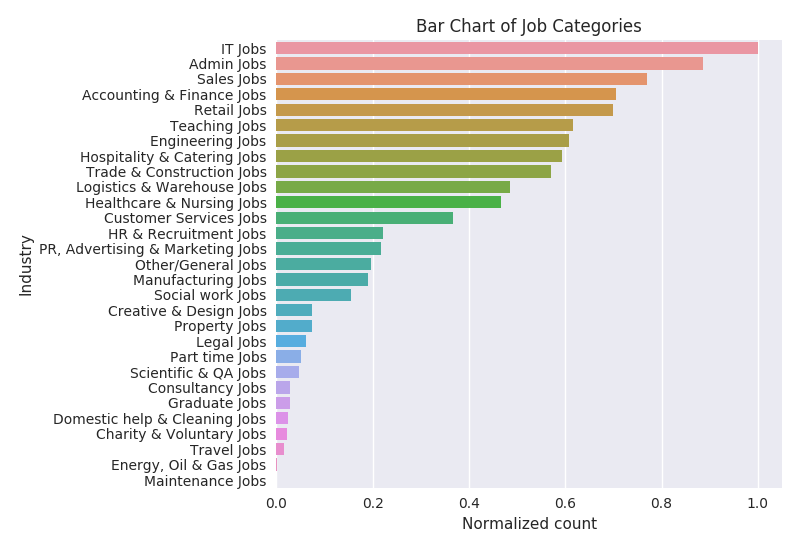 Bar Chart of Job Categories
Industry
IT Jobs
Admin Jobs
Sales Jobs
Accounting & Finance Jobs
Retail Jobs
Teaching Jobs
Engineering Jobs
Hospitality & Catering Jobs
Trade & Construction Jobs
Logistics & Warehouse Jobs
Healthcare & Nursing Jobs
Customer Services Jobs
HR & Recruitment Jobs
PR, Advertising & Marketing Jobs
Other/General Jobs
Manufacturing Jobs
Social work Jobs
Creative & Design Jobs
Property Jobs
Legal Jobs
Part time Jobs
Scientific & QA Jobs
Consultancy Jobs
Graduate Jobs
Domestic help & Cleaning Jobs
Charity & Voluntary Jobs
Travel Jobs
Energy, Oil & Gas Jobs
Maintenance Jobs
0.0 0.2 0.4 0.6 0.8 1.0
Normalized count